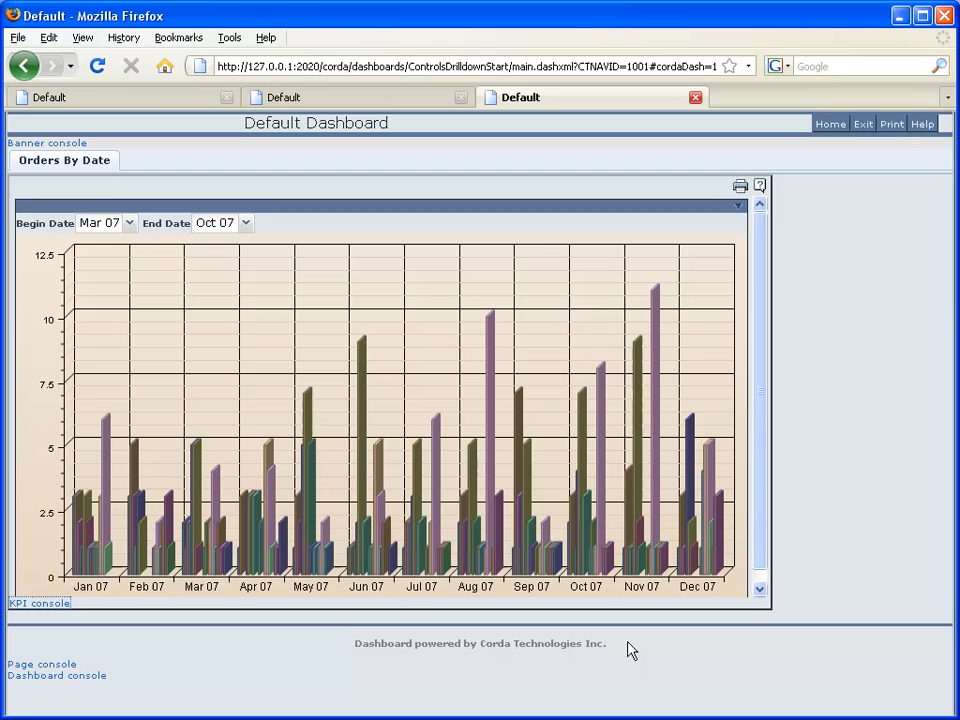 Default - Mozilla Firefox
File Edit View History Bookmarks Tools Help
http://127.0.0.1:2020/corda/dashboards/ControlsDrilldownStart/main.dashxml?CTNAVID=1001#cordaDash=1
G Google
Default Default Default
Default Dashboard
Home Exit Print Help
Banner console
Orders By Date
Begin Date Mar 07 End Date Oct 07
12.5
10
7.5
5
2.5
0
Jan 07 Feb 07 Mar 07 Apr 07 May 07 Jun 07 Jul 07 Aug 07 Sep 07 Oct 07 Nov 07 Dec 07
KPI console
Dashboard powered by Corda Technologies Inc.
Page console
Dashboard console